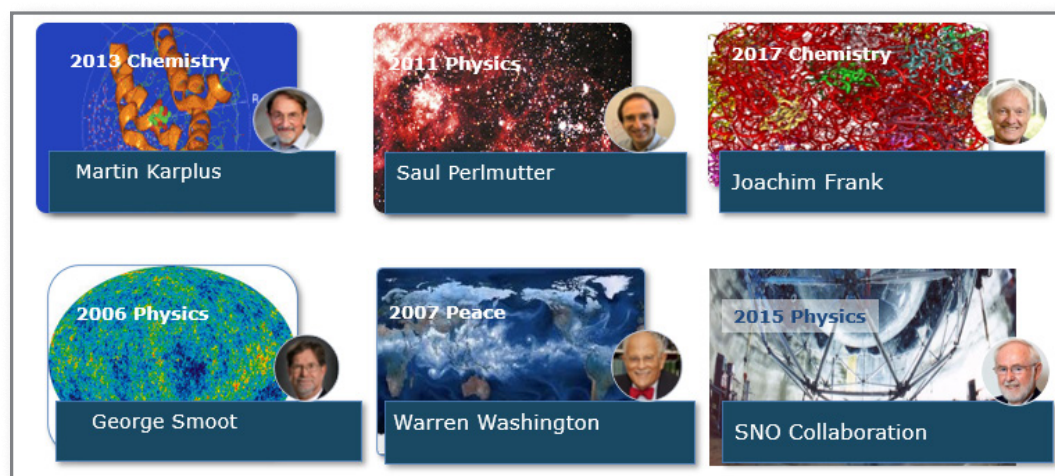 2013 Chemistry
Martin Karplus
2011 Physics
Saul Perlmutter
2017 Chemistry
Joachim Frank
2006 Physics
George Smoot
2007 Peace
Warren Washington
2015 Physics
SNO Collaboration